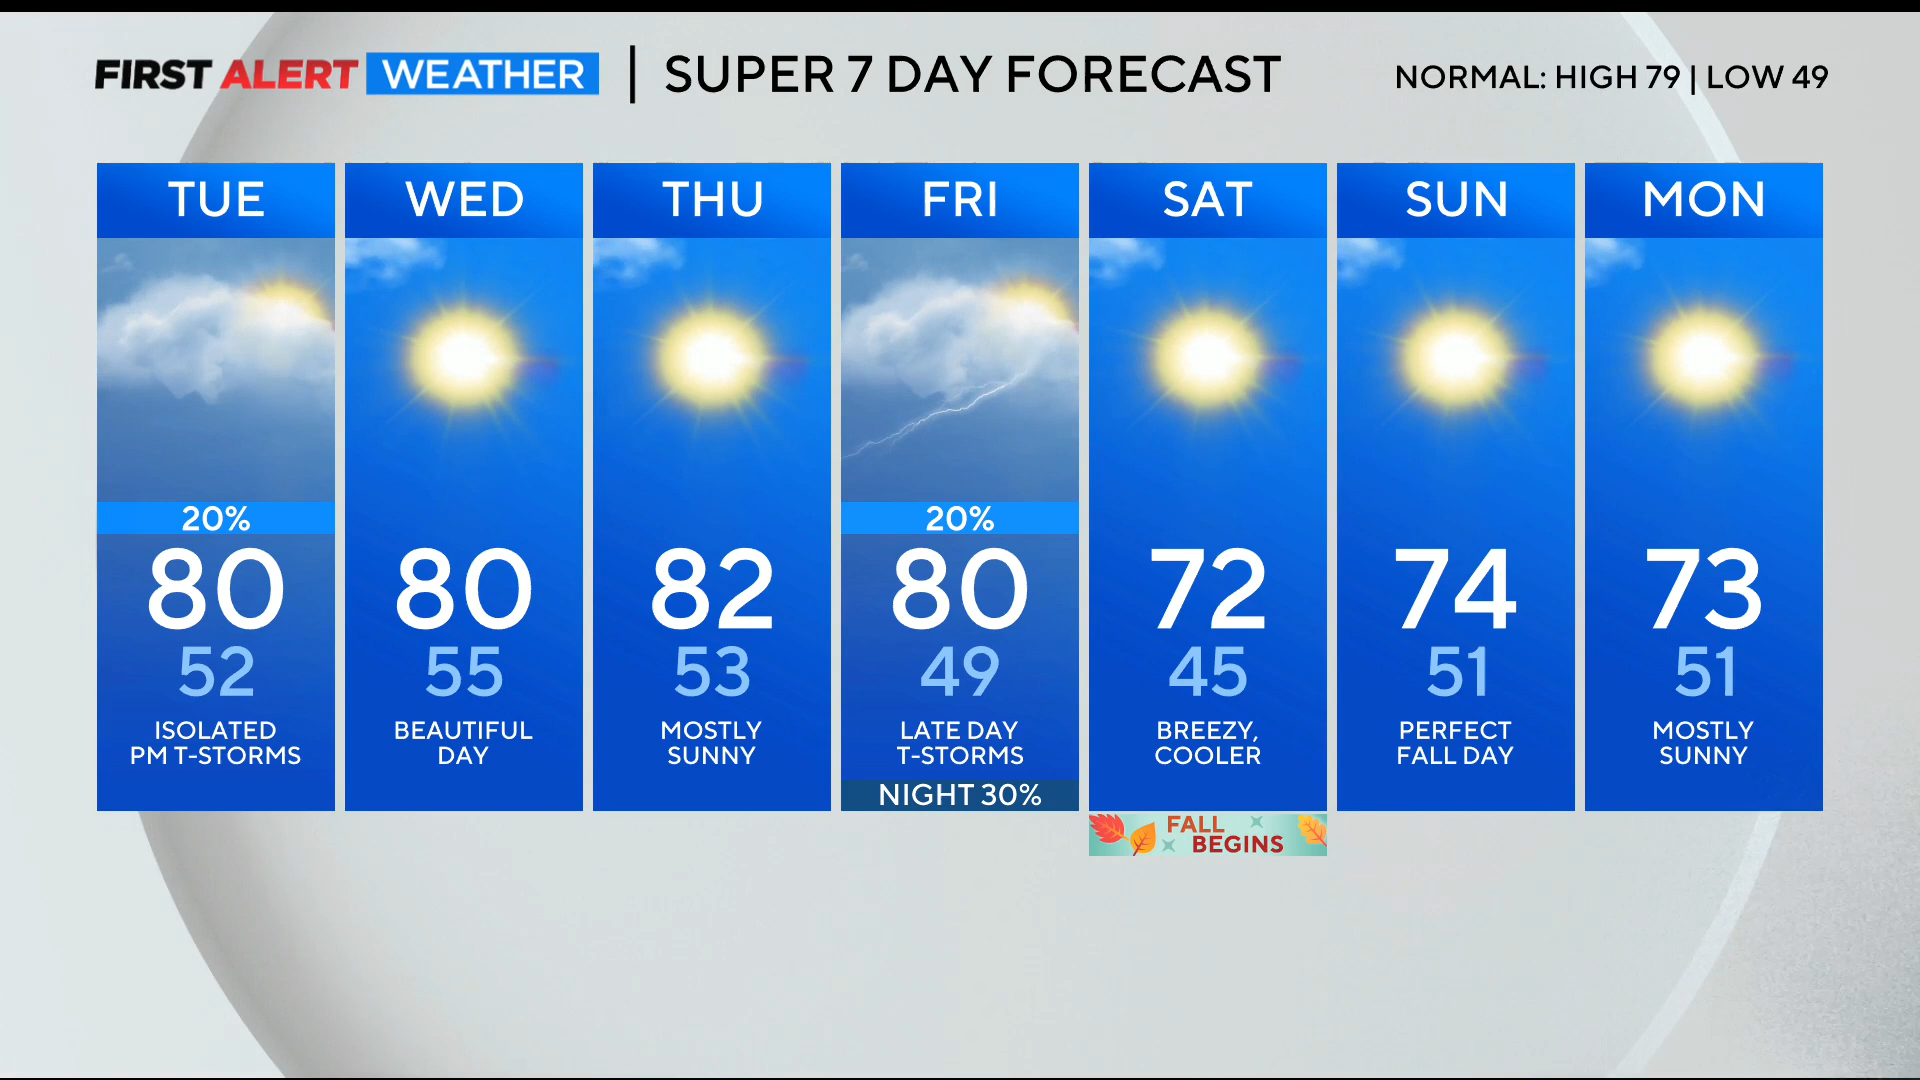 FIRST ALERT WEATHER | SUPER 7 DAY FORECAST
NORMAL: HIGH 79 | LOW 49
TUE
20%
80
52
ISOLATED
PM T-STORMS
WED
80
55
BEAUTIFUL
DAY
THU
82
53
MOSTLY
SUNNY
FRI
20%
80
49
LATE DAY
T-STORMS
NIGHT 30%
SAT
72
45
BREEZY,
COOLER
FALL
BEGINS
SUN
74
51
PERFECT
FALL DAY
MON
73
51
MOSTLY
SUNNY